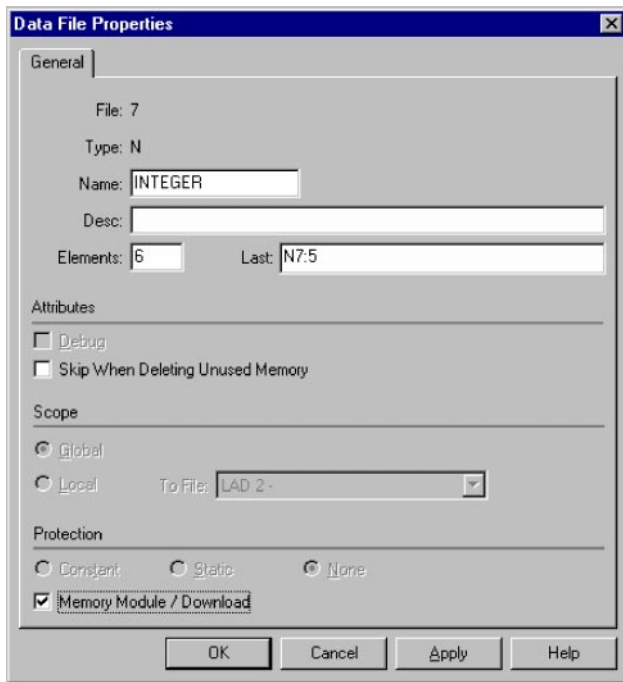 Data File Properties
General
File: 7
Type: N
Name: INTEGER
Desc:
Elements: 6 Last: N7:5
Attributes
Debug
Skip When Deleting Unused Memory
Scope
Global
Local To File: LAD 2 -
Protection
Constant Static None
Memory Module / Download
OK Cancel Apply Help